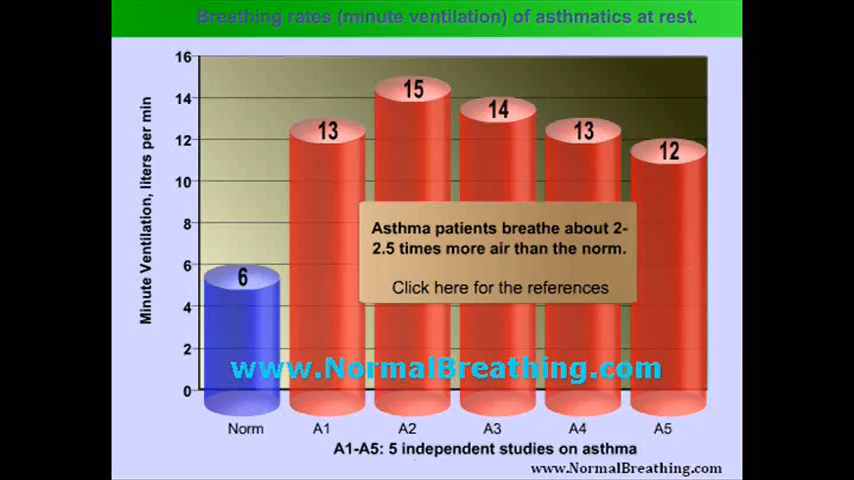 Breathing rates (minute ventilation) of asthmatics at rest.
Minute Ventilation, liters per min
16
14
12
10
8
6
4
2
0
6
13
15
14
13
12
Asthma patients breathe about 2-
2.5 times more air than the norm.
Click here for the references
www.NormalBreathing.com
Norm A1 A2 A3 A4 A5
A1-A5: 5 independent studies on asthma
www.NormalBreathing.com